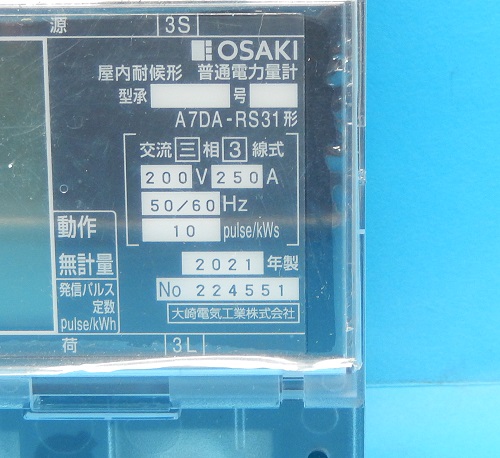 源 3S
OSAKI
屋内耐候形 普通電力量計
型承 号
A7DA-RS31形
交流 三 相 3 線式
200 V 250 A
50/60 Hz
10 pulse/kWs
動作
無計量
発信パルス
定数
pulse/kWh
2021 年製
No 224551
大崎電気工業株式会社
荷 3L